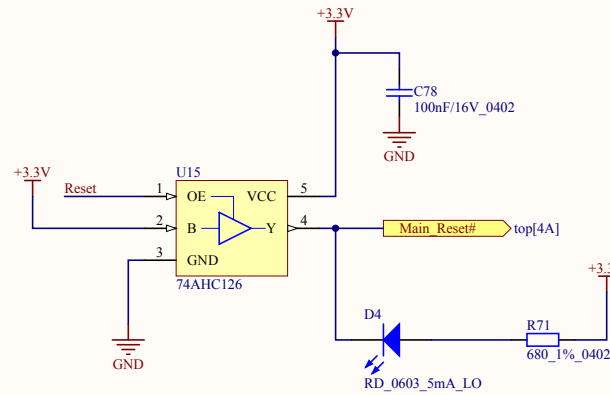 +3.3V
C78
100nF/16V_0402
GND
U15
+3.3V
Reset
1
OE
VCC
5
2
B
Y
4
Main_Reset#
top[4A]
3
GND
74AHC126
+3.3
D4
R71
680_1%_0402
GND
RD_0603_5mA_LO